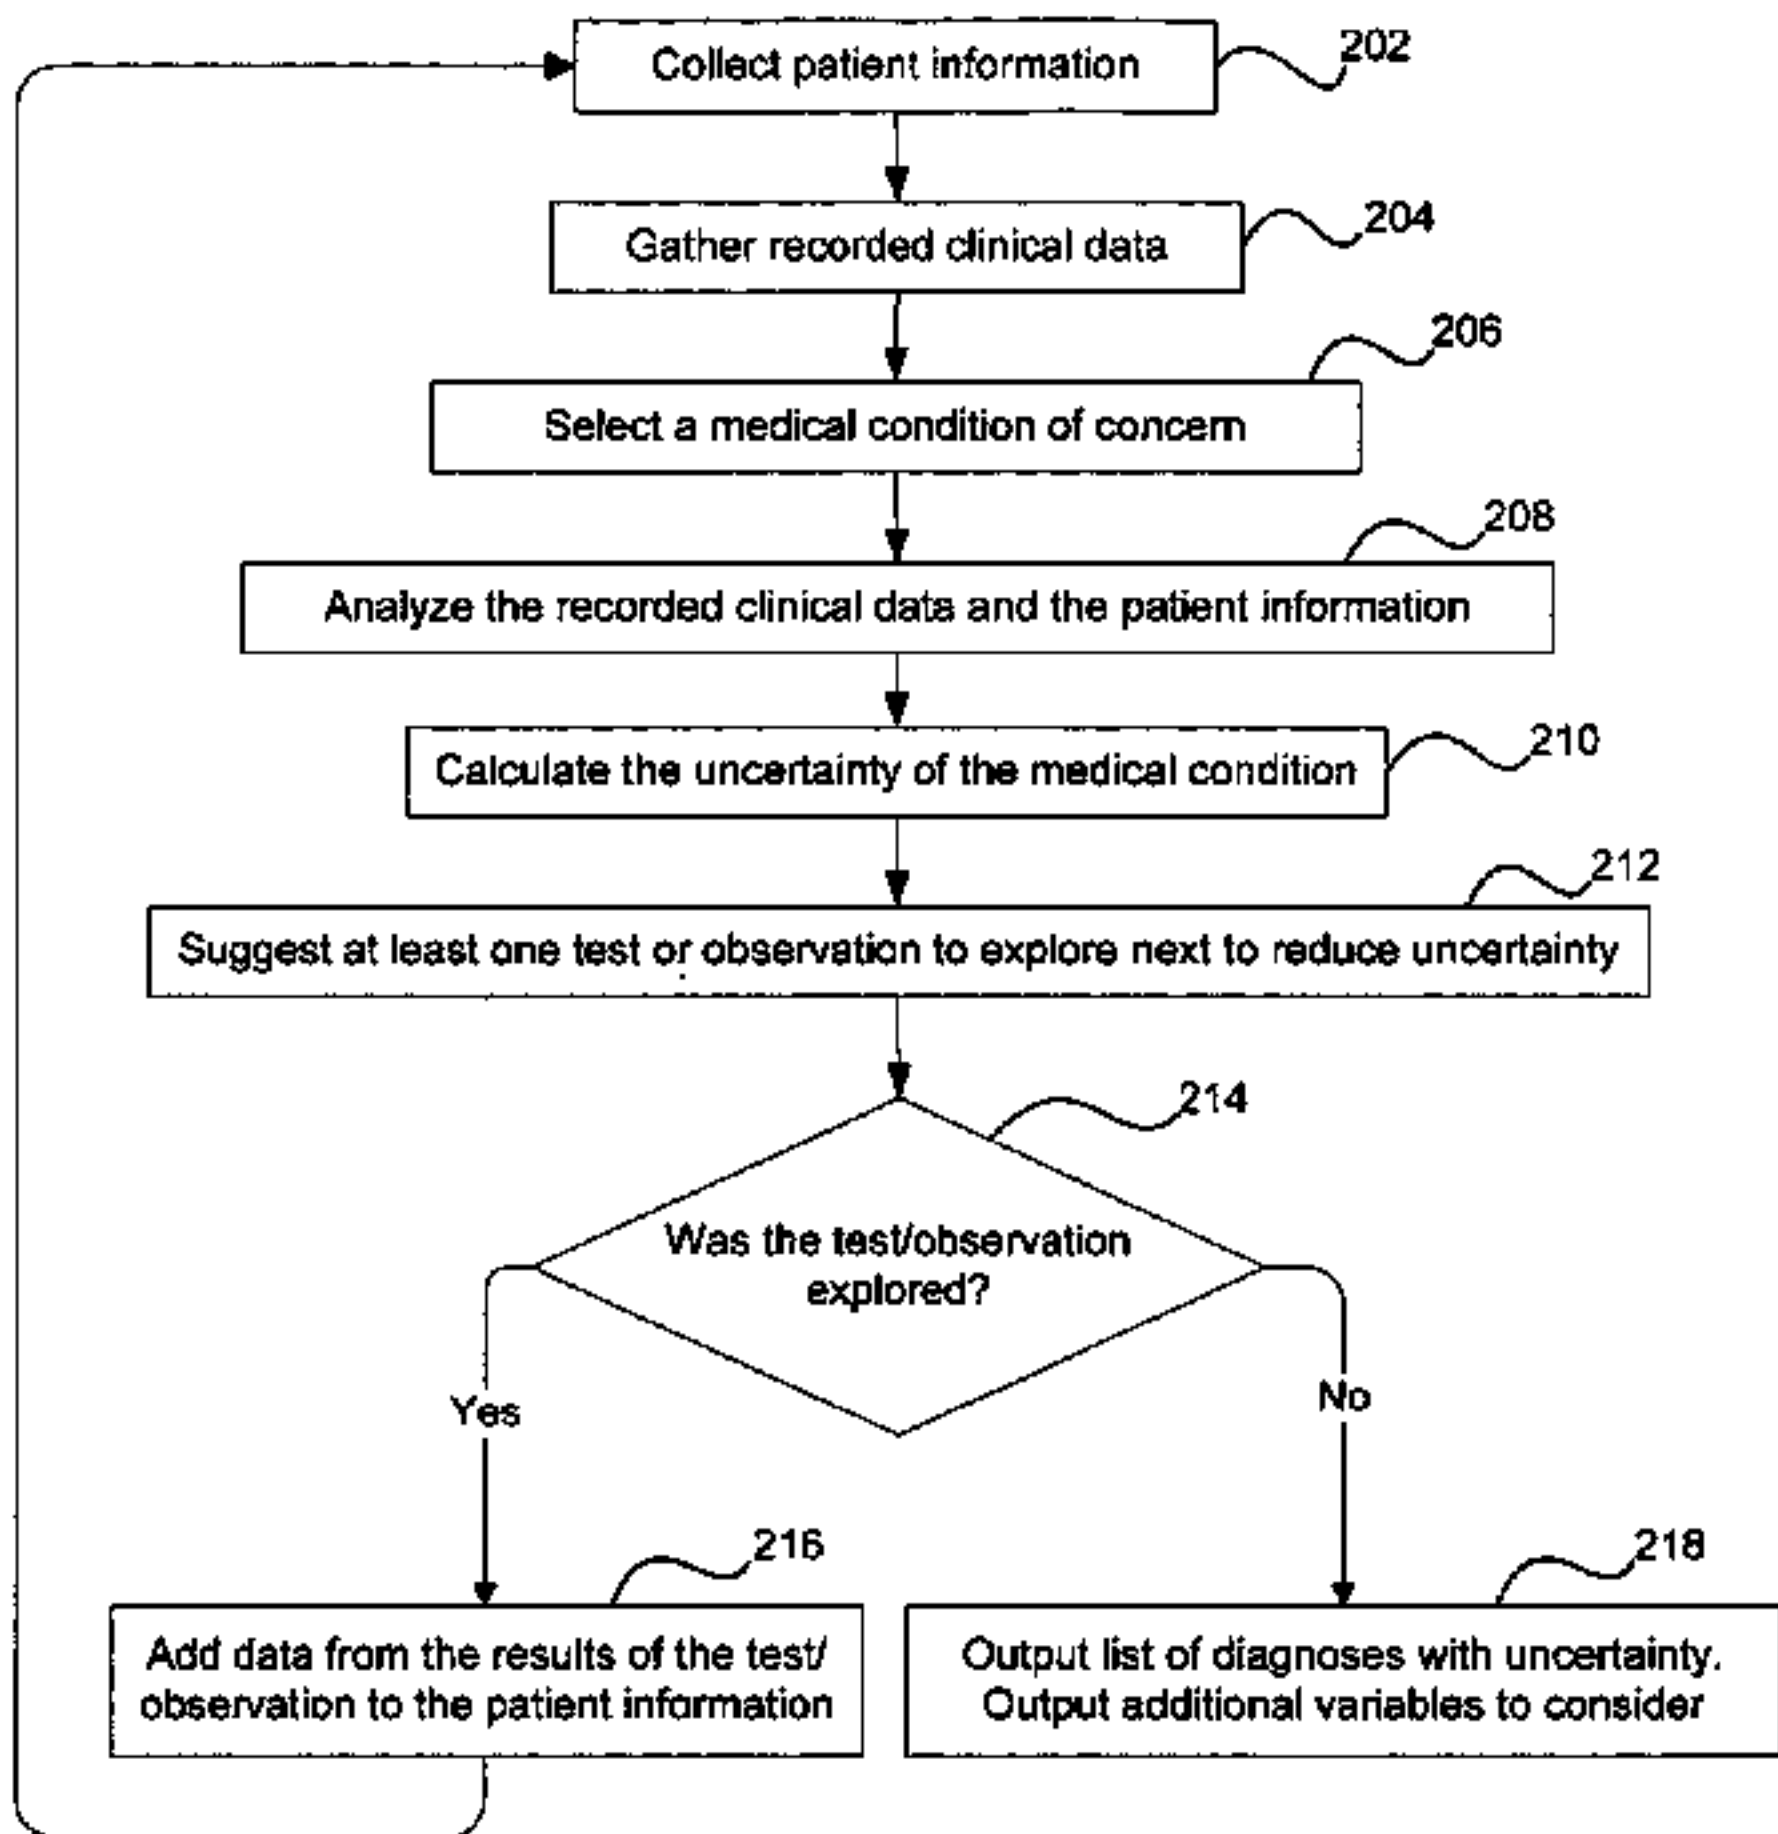 Collect patient information
202
Gather recorded clinical data
204
206
Select a medical condition of concern
208
Analyze the recorded clinical data and the patient information
210
Calculate the uncertainty of the medical condition
212
Suggest at least one test or observation to explore next to reduce uncertainty
214
Was the test/observation
explored?
Yes
No
216
218
Add data from the results of the test/
observation to the patient information
Output list of diagnoses with uncertainty.
Output additional variables to consider